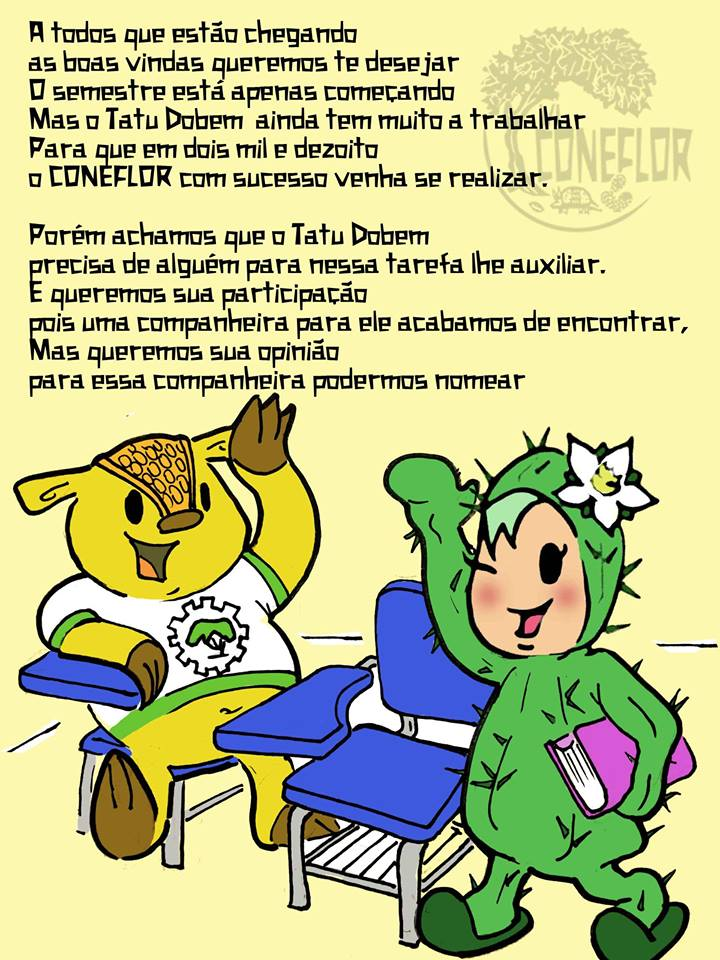 A todos que estão chegando
as boas vindas queremos te desejar
O semestre está apenas começando
Mas o Tatu Dobem ainda tem muito a trabalhar
Para que em dois mil e dezoito
o CONEFLOR com sucesso venha se realizar.
Porém achamos que o Tatu Dobem
precisa de alguém para nessa tarefa lhe auxiliar.
E queremos sua participação
pois uma companheira para ele acabamos de encontrar,
Mas queremos sua opinião
para essa companheira podermos nomear
CONEFLOR